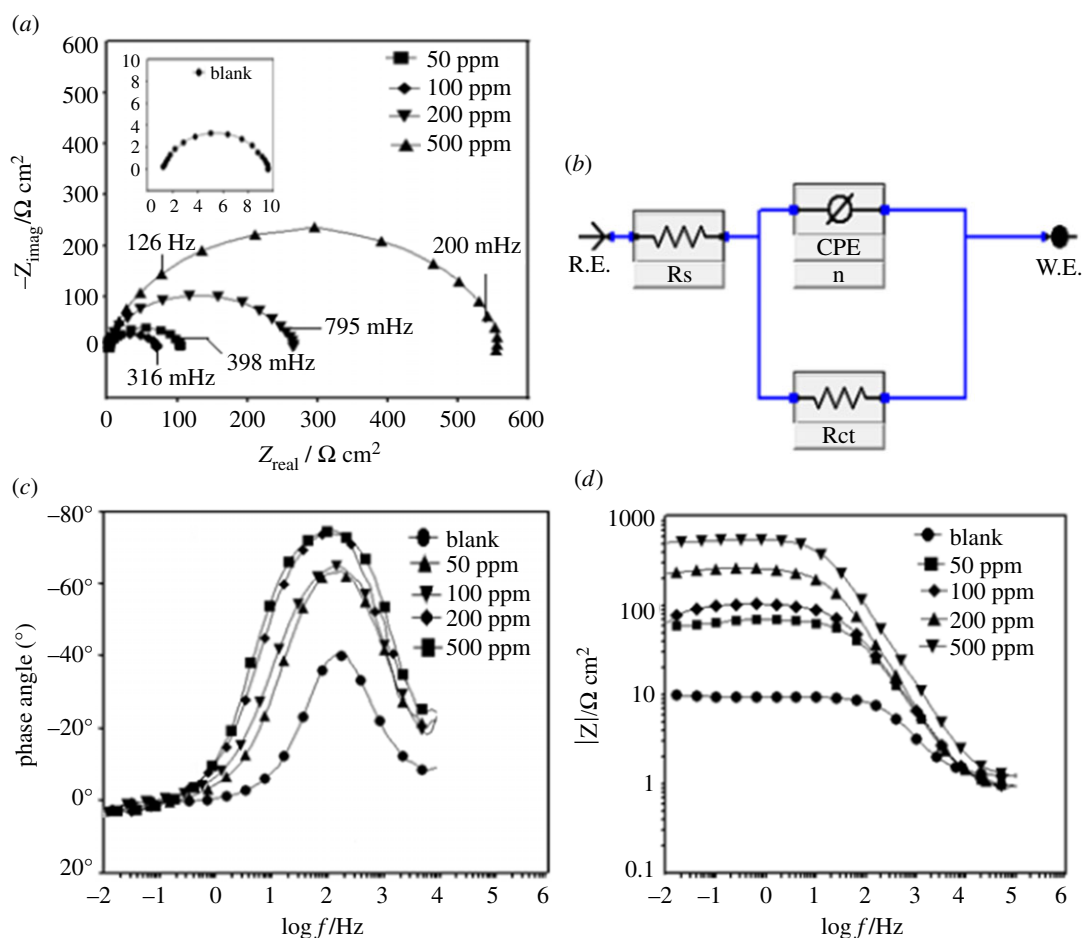 (a)
600
500
400
300
200
100
0
–Z_imag/Ω cm²
10
8
6
4
2
0
blank
0 2 4 6 8 10
50 ppm
100 ppm
200 ppm
500 ppm
126 Hz
200 mHz
795 mHz
398 mHz
316 mHz
0 100 200 300 400 500 600
Z_real / Ω cm²
(b)
R.E.
Rs
CPE
n
Rct
W.E.
(c)
–80°
–60°
–40°
–20°
0°
20°
phase angle (°)
blank
50 ppm
100 ppm
200 ppm
500 ppm
–2 –1 0 1 2 3 4 5 6
log f/Hz
(d)
1000
100
10
1
0.1
|Z|/Ω cm²
blank
50 ppm
100 ppm
200 ppm
500 ppm
–2 –1 0 1 2 3 4 5 6
log f/Hz